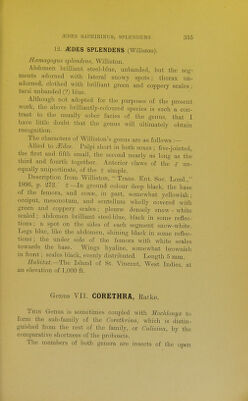 ÆDES NACRISINUS, SPLENDENS 355
12. ÆDES SPLENDENS (Williston).
Hæmagogus splendens, Williston.
Abdomen brilliant steel-blue, unbanded, but the seg-
ments adorned with lateral snowy spots; thorax un-
adorned, clothed with brilliant green and coppery scales;
tarsi unbanded (?) blue.
Although not adopted for the purposes of the present
work, the above brilliantly-coloured species is such a con-
trast to the usually sober facies of the genus, that I
have little doubt that the genus will ultimately obtain
recognition.
The characters of Williston's genus are as follows:—
Allied to Ædes. Palpi short in both sexes; five-jointed,
the first and fifth small, the second nearly as long as the
third and fourth together. Anterior claws of the ♂ un-
equally unipartinate, of the ♀ simple.
Description from Williston, "Trans. Ent. Soc. Lond.,"
1896, p. 272. ♀—In ground colour deep black, the base
of the femora, and coxæ, in past, somewhat yellowish;
occiput, mesonotum, and scutellum wholly covered with
green and coppery scales; pleuræ densely snow-white
scaled; abdomen brilliant steel-blue, black in some reflec-
tions; a spot on the sides of each segment snow-white.
Legs blue, like the abdomen, shining black in some reflec-
tions; the under side of the femora with white scales
towards the base. Wings hyaline, somewhat brownish
in front; scales black, evenly distributed. Length 5 mm.
Habitat.—The Island of St. Vincent, West Indies, at
an elevation of 1,000 ft.
Genus VII. CORETHRA, Ratke.
This Genus is sometimes coupled with Mochlonyx to
form the sub-family of the Corethrina, which is distin-
guished from the rest of the family, or Culicina, by the
comparative shortness of the proboscis.
The members of both genera are insects of the open